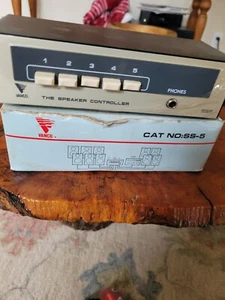 1 2 3 4 5
PHONES
VANCO
THE SPEAKER CONTROLLER
VANCO
CAT NO:SS-5